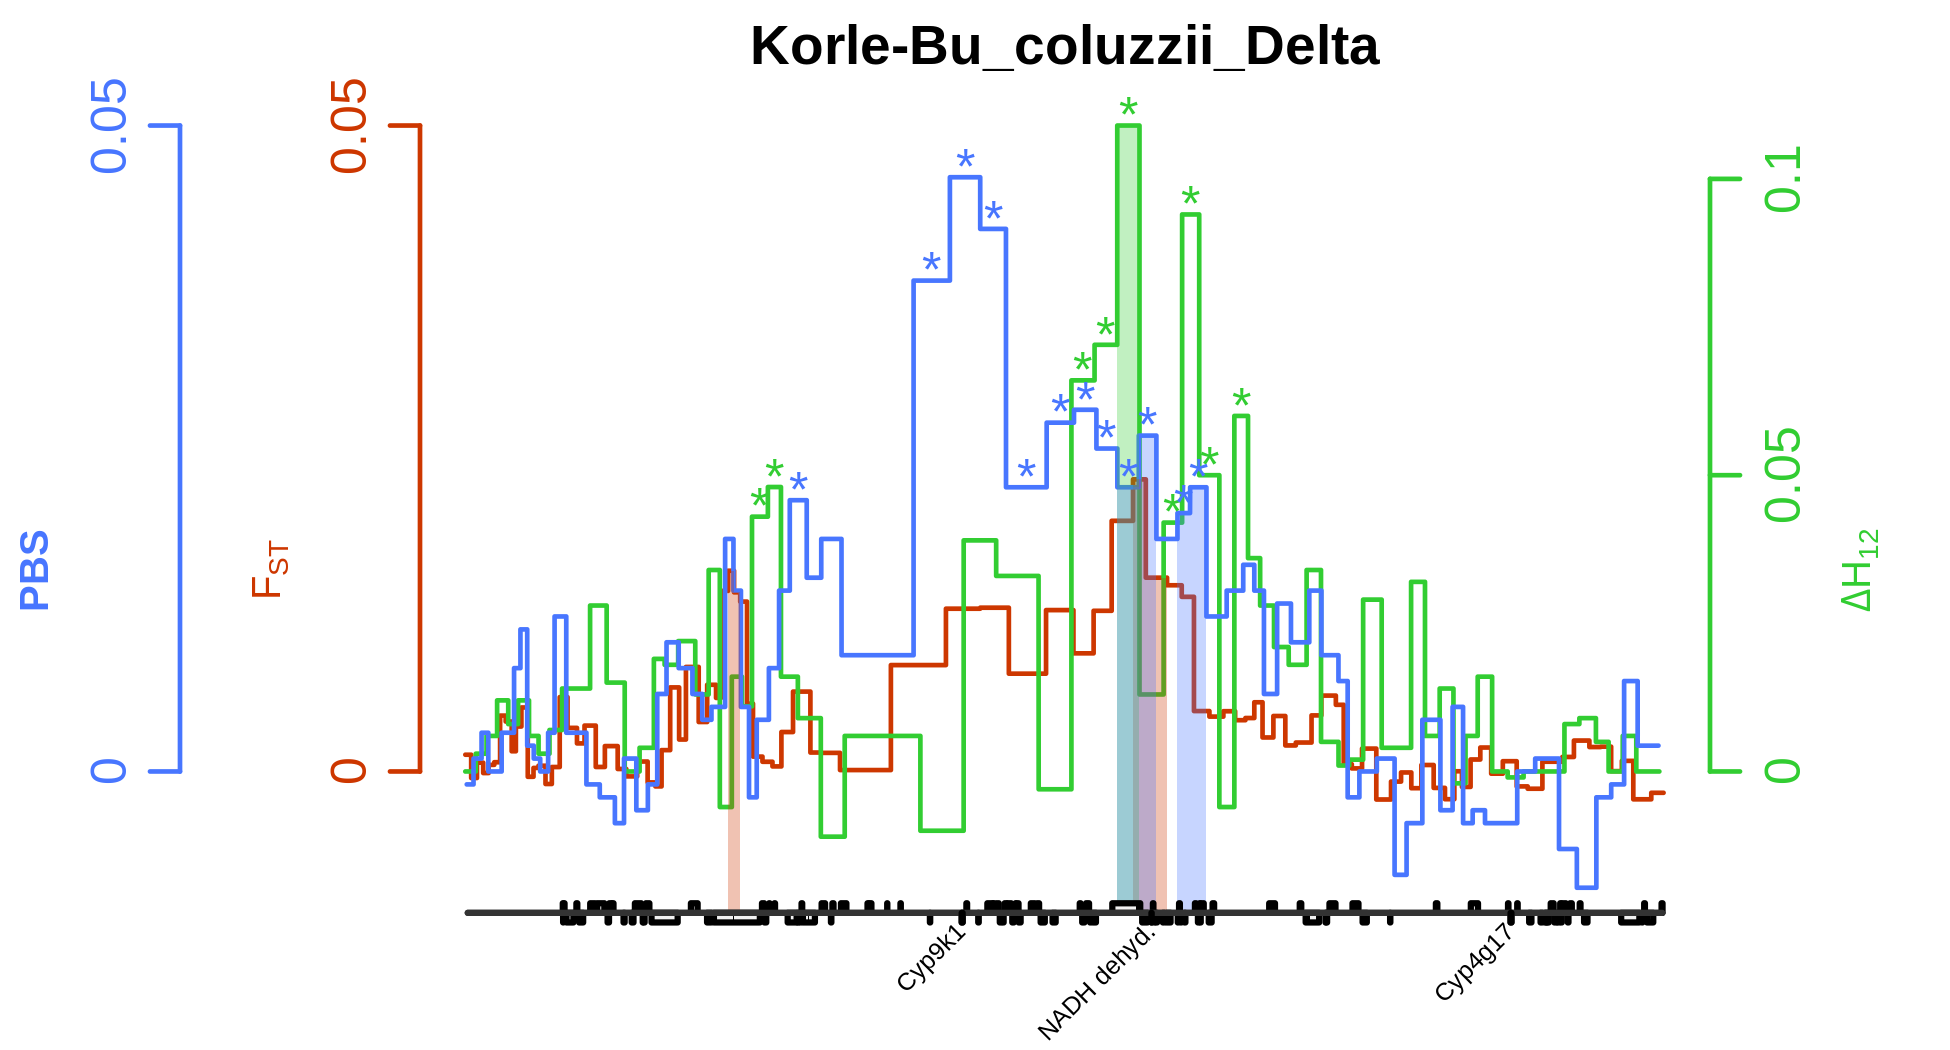 Korle-Bu_coluzzii_Delta
PBS
0
0.05
FST
0
0.05
0
0.05
0.1
ΔH12
Cyp9k1
NADH dehyd.
Cyp4g17